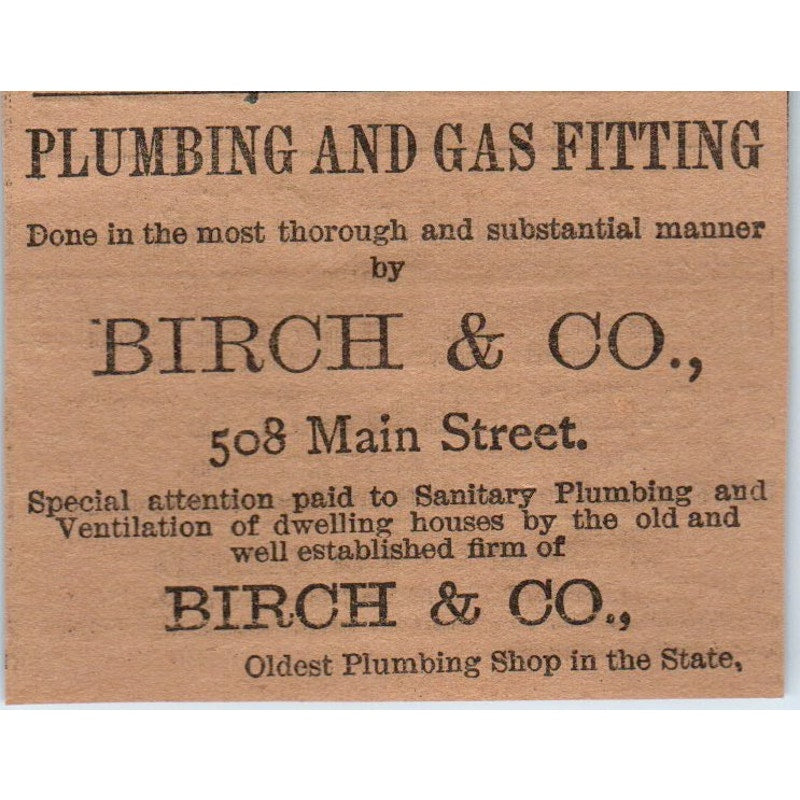 PLUMBING AND GAS FITTING
Done in the most thorough and substantial manner
by
BIRCH & CO.,
508 Main Street.
Special attention paid to Sanitary Plumbing and
Ventilation of dwelling houses by the old and
well established firm of
BIRCH & CO.,
Oldest Plumbing Shop in the State,